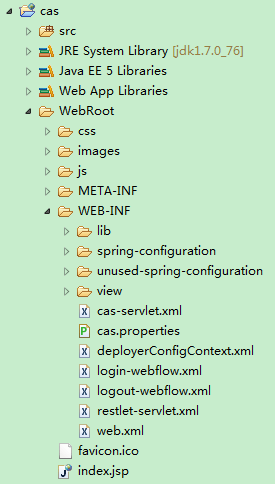 cas
src
JRE System Library [jdk1.7.0_76]
Java EE 5 Libraries
Web App Libraries
WebRoot
css
images
js
META-INF
WEB-INF
lib
spring-configuration
unused-spring-configuration
view
cas-servlet.xml
cas.properties
deployerConfigContext.xml
login-webflow.xml
logout-webflow.xml
restlet-servlet.xml
web.xml
favicon.ico
index.jsp